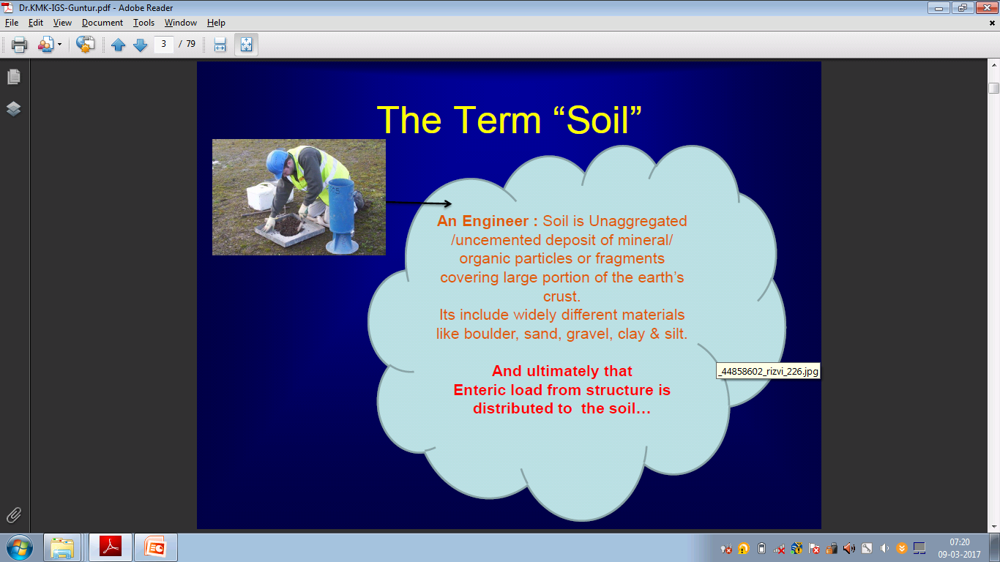 Dr.KMK-IGS-Guntur.pdf - Adobe Reader
File Edit View Document Tools Window Help
3 / 79
The Term “Soil”
An Engineer : Soil is Unaggregated
/uncemented deposit of mineral/
organic particles or fragments
covering large portion of the earth’s
crust.
Its include widely different materials
like boulder, sand, gravel, clay & silt.
_44858602_rizvi_226.jpg
And ultimately that
Enteric load from structure is
distributed to the soil…
07:20
09-03-2017